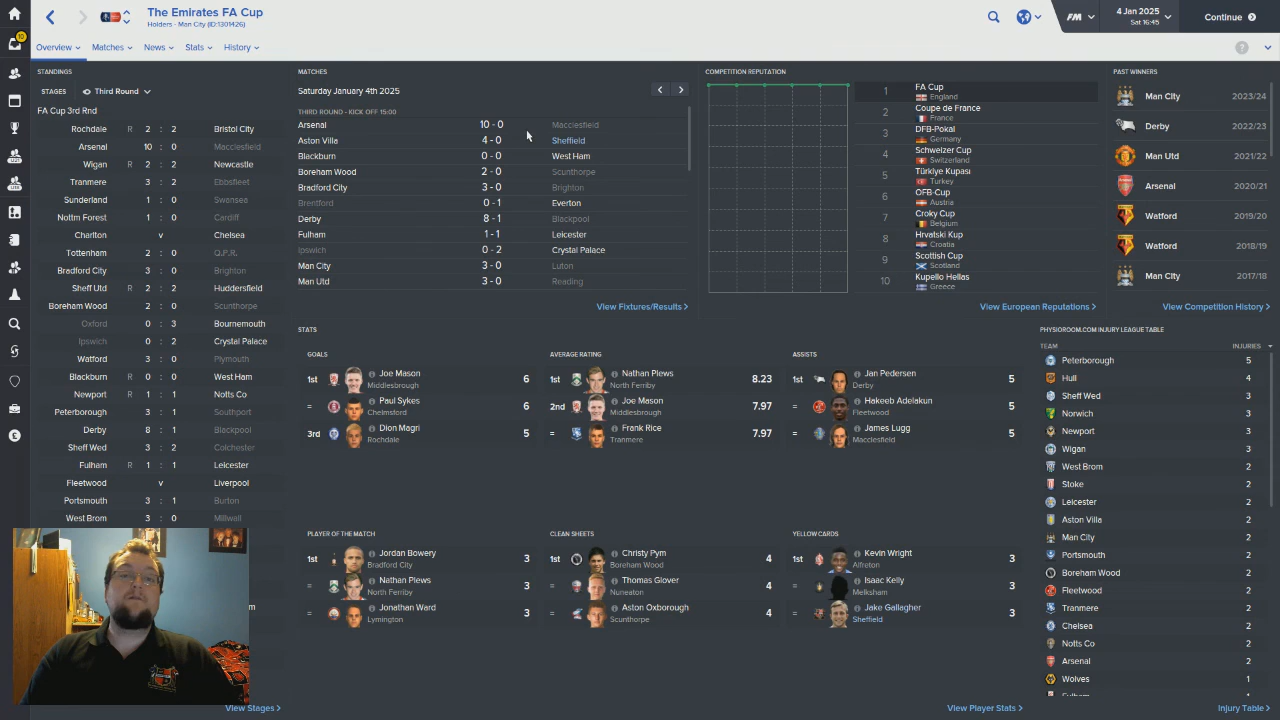 The Emirates FA Cup
Holders - Man City (ID:1301426)
FM
4 Jan 2025
Sat 16:45
Continue
10
Overview
Matches
News
Stats
History
STANDINGS
STAGES
Third Round
FA Cup 3rd Rnd
Rochdale R 2 : 2 Bristol City
Arsenal 10 : 0 Macclesfield
Wigan R 2 : 2 Newcastle
Tranmere 3 : 2 Ebbsfleet
Sunderland 1 : 0 Swansea
Nottm Forest 1 : 0 Cardiff
Charlton v Chelsea
Tottenham 2 : 0 Q.P.R.
Bradford City 3 : 0 Brighton
Sheff Utd R 2 : 2 Huddersfield
Boreham Wood 2 : 0 Scunthorpe
Oxford 0 : 3 Bournemouth
Ipswich 0 : 2 Crystal Palace
Watford 3 : 0 Plymouth
Blackburn R 0 : 0 West Ham
Newport R 1 : 1 Notts Co
Peterborough 3 : 1 Southport
Derby 8 : 1 Blackpool
Sheff Wed 3 : 2 Colchester
Fulham R 1 : 1 Leicester
Fleetwood v Liverpool
Portsmouth 3 : 1 Burton
West Brom 3 : 0 Millwall
View Stages >
MATCHES
Saturday January 4th 2025
THIRD ROUND - KICK OFF 15:00
Arsenal 10 - 0 Macclesfield
Aston Villa 4 - 0 Sheffield
Blackburn 0 - 0 West Ham
Boreham Wood 2 - 0 Scunthorpe
Bradford City 3 - 0 Brighton
Brentford 0 - 1 Everton
Derby 8 - 1 Blackpool
Fulham 1 - 1 Leicester
Ipswich 0 - 2 Crystal Palace
Man City 3 - 0 Luton
Man Utd 3 - 0 Reading
View Fixtures/Results >
COMPETITION REPUTATION
1 FA Cup
England
2 Coupe de France
France
3 DFB-Pokal
Germany
4 Schweizer Cup
Switzerland
5 Türkiye Kupası
Turkey
6 ÖFB-Cup
Austria
7 Croky Cup
Belgium
8 Hrvatski Kup
Croatia
9 Scottish Cup
Scotland
10 Kupello Hellas
Greece
View European Reputations >
PAST WINNERS
Man City 2023/24
Derby 2022/23
Man Utd 2021/22
Arsenal 2020/21
Watford 2019/20
Watford 2018/19
Man City 2017/18
View Competition History >
STATS
GOALS
1st Joe Mason
Middlesbrough 6
= Paul Sykes
Chelmsford 6
3rd Dion Magri
Rochdale 5
AVERAGE RATING
1st Nathan Plews
North Ferriby 8.23
2nd Joe Mason
Middlesbrough 7.97
= Frank Rice
Tranmere 7.97
ASSISTS
1st Jan Pedersen
Derby 5
= Hakeeb Adelakun
Fleetwood 5
= James Lugg
Macclesfield 5
PLAYER OF THE MATCH
1st Jordan Bowery
Bradford City 3
= Nathan Plews
North Ferriby 3
= Jonathan Ward
Lymington 3
CLEAN SHEETS
1st Christy Pym
Boreham Wood 4
= Thomas Glover
Nuneaton 4
= Aston Oxborough
Scunthorpe 4
YELLOW CARDS
1st Kevin Wright
Alfreton 3
= Isaac Kelly
Melksham 3
= Jake Gallagher
Sheffield 3
View Player Stats >
PHYSIOROOM.COM INJURY LEAGUE TABLE
TEAM INJURIES
Peterborough 5
Hull 4
Sheff Wed 3
Norwich 3
Newport 3
Wigan 3
West Brom 2
Stoke 2
Leicester 2
Aston Villa 2
Man City 2
Portsmouth 2
Boreham Wood 2
Fleetwood 2
Tranmere 2
Chelsea 2
Notts Co 2
Arsenal 2
Wolves 1
Fulham 1
Injury Table >